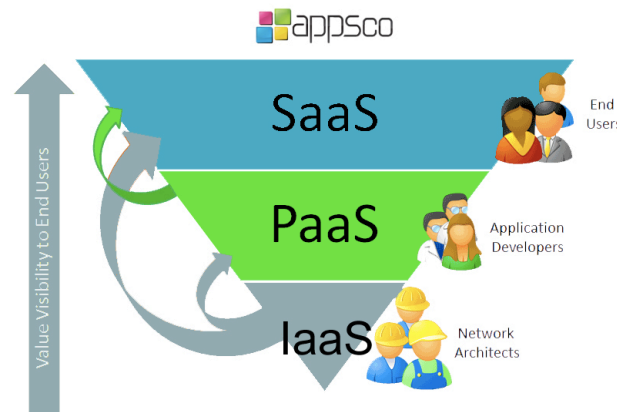 appsco
SaaS
End
Users
PaaS
Application
Developers
IaaS
Network
Architects
Value Visibility to End Users